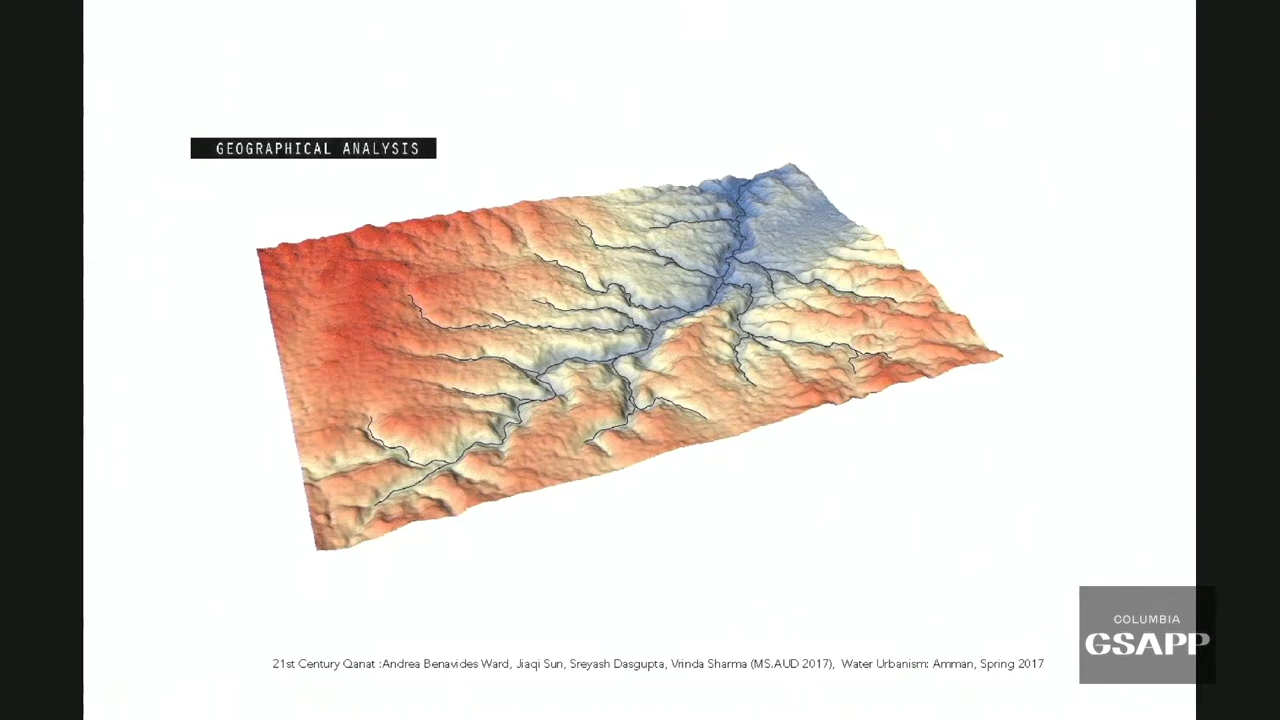 GEOGRAPHICAL ANALYSIS
COLUMBIA
GSAPP
21st Century Qanat :Andrea Benavides Ward, Jiaqi Sun, Sreyash Dasgupta, Vrinda Sharma (MS.AUD 2017), Water Urbanism: Amman, Spring 2017